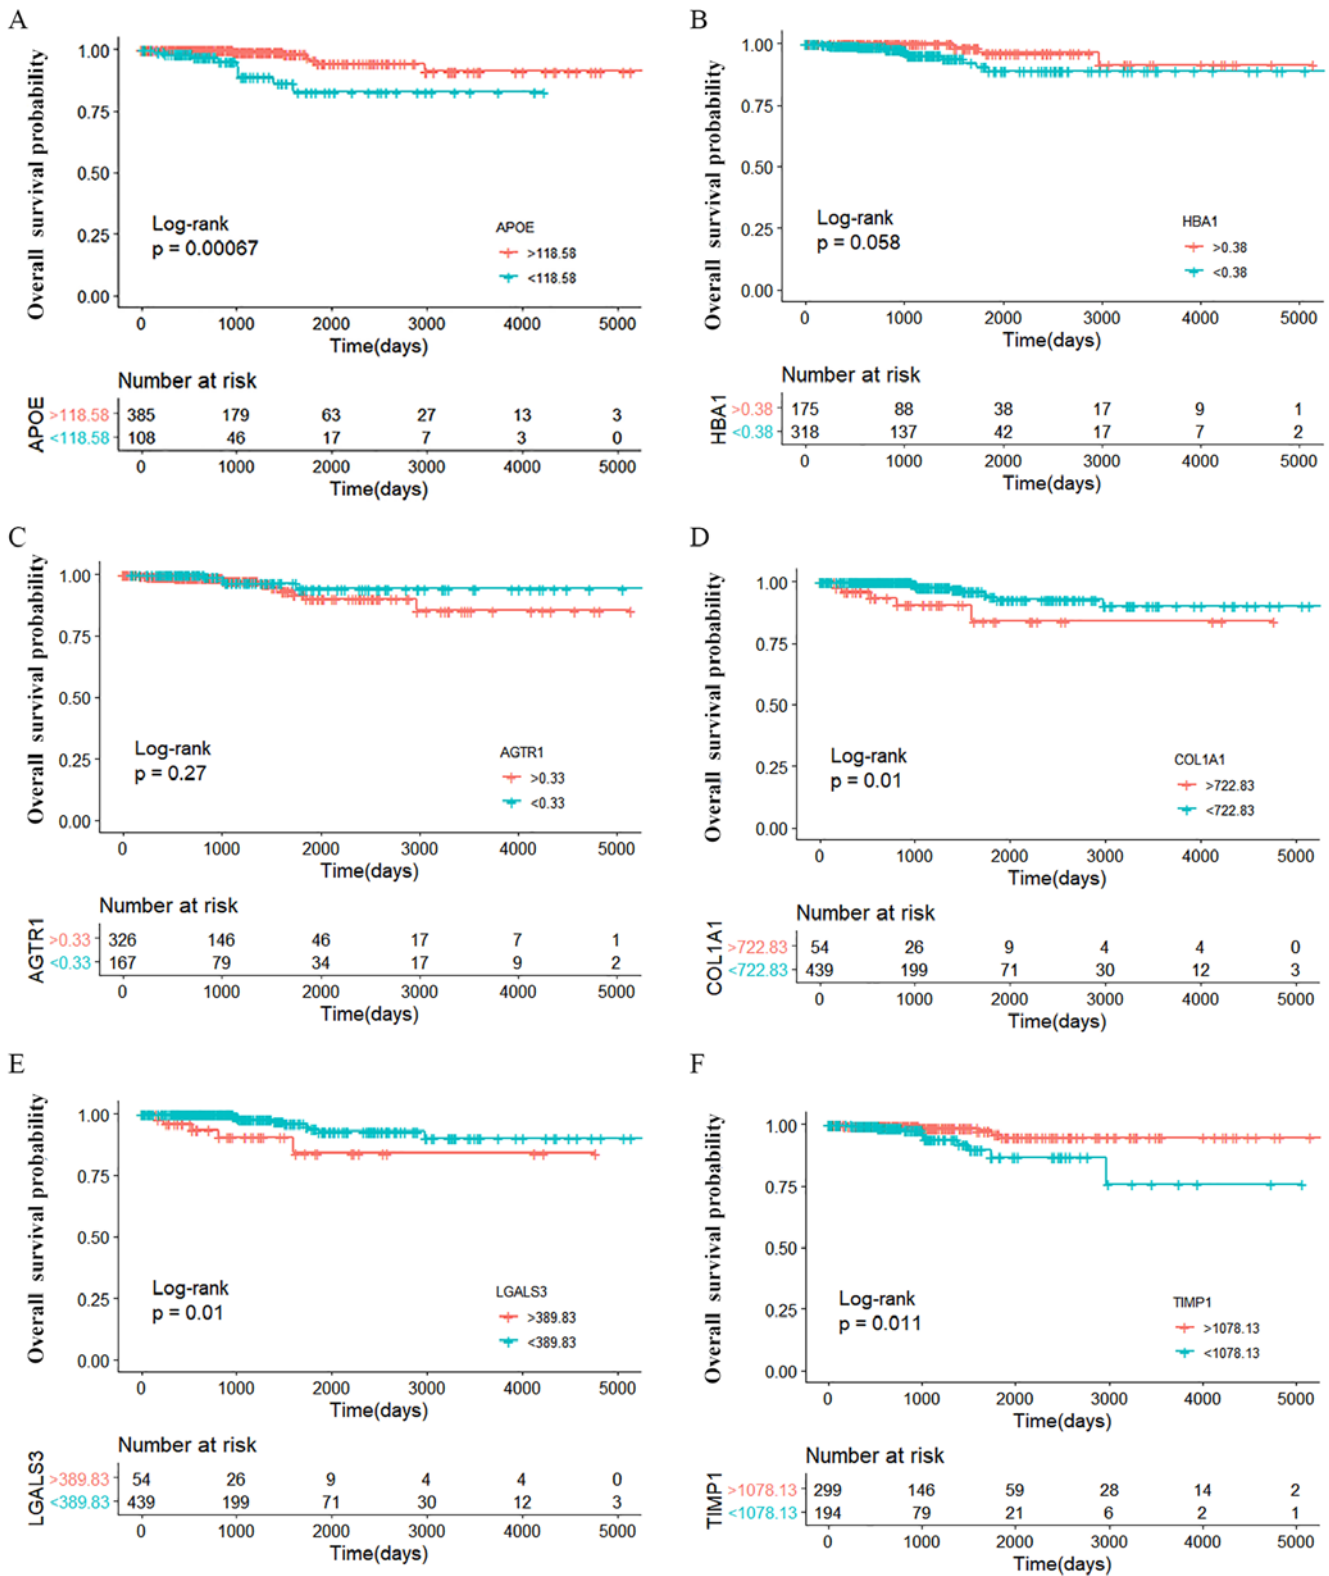 A
Overall survival probability
1.00
0.75
0.50
0.25
0.00
Log-rank
p = 0.00067
APOE
>118.58
<118.58
0 1000 2000 3000 4000 5000
Time(days)
Number at risk
APOE
>118.58 385 179 63 27 13 3
<118.58 108 46 17 7 3 0
0 1000 2000 3000 4000 5000
Time(days)
B
Overall survival probability
1.00
0.75
0.50
0.25
0.00
Log-rank
p = 0.058
HBA1
>0.38
<0.38
0 1000 2000 3000 4000 5000
Time(days)
Number at risk
HBA1
>0.38 175 88 38 17 9 1
<0.38 318 137 42 17 7 2
0 1000 2000 3000 4000 5000
Time(days)
C
Overall survival probability
1.00
0.75
0.50
0.25
0.00
Log-rank
p = 0.27
AGTR1
>0.33
<0.33
0 1000 2000 3000 4000 5000
Time(days)
Number at risk
AGTR1
>0.33 326 146 46 17 7 1
<0.33 167 79 34 17 9 2
0 1000 2000 3000 4000 5000
Time(days)
D
Overall survival probability
1.00
0.75
0.50
0.25
0.00
Log-rank
p = 0.01
COL1A1
>722.83
<722.83
0 1000 2000 3000 4000 5000
Time(days)
Number at risk
COL1A1
>722.83 54 26 9 4 4 0
<722.83 439 199 71 30 12 3
0 1000 2000 3000 4000 5000
Time(days)
E
Overall survival probability
1.00
0.75
0.50
0.25
0.00
Log-rank
p = 0.01
LGALS3
>389.83
<389.83
0 1000 2000 3000 4000 5000
Time(days)
Number at risk
LGALS3
>389.83 54 26 9 4 4 0
<389.83 439 199 71 30 12 3
0 1000 2000 3000 4000 5000
Time(days)
F
Overall survival probability
1.00
0.75
0.50
0.25
0.00
Log-rank
p = 0.011
TIMP1
>1078.13
<1078.13
0 1000 2000 3000 4000 5000
Time(days)
Number at risk
TIMP1
>1078.13 299 146 59 28 14 2
<1078.13 194 79 21 6 2 1
0 1000 2000 3000 4000 5000
Time(days)